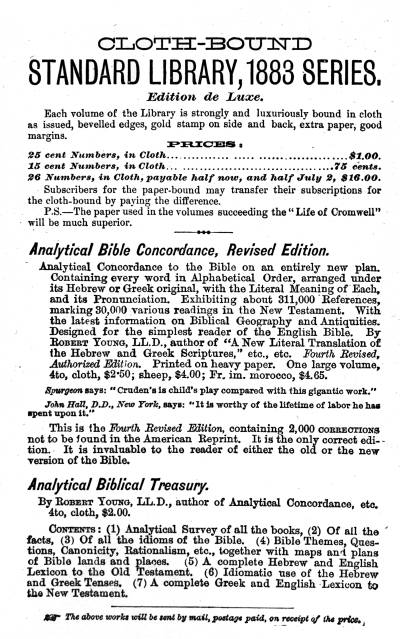 CLOTH-BOUND
STANDARD LIBRARY, 1883 SERIES.
Edition de Luxe.
Each volume of the Library is strongly and luxuriously bound in cloth
as issued, bevelled edges, gold stamp on side and back, extra paper, good
margins.
PRICES:
25 cent Numbers, in Cloth... ... ..............$1.00.
15 cent Numbers, in Cloth..............................75 cents.
26 Numbers, in Cloth, payable half now, and half July 2, $16.00.
Subscribers for the paper-bound may transfer their subscriptions for
the cloth-bound by paying the difference.
P.S.—The paper used in the volumes succeeding the "Life of Cromwell"
will be much superior.
Analytical Bible Concordance, Revised Edition.
Analytical Concordance to the Bible on an entirely new plan.
Containing every word in Alphabetical Order, arranged under
its Hebrew or Greek original, with the Literal Meaning of Each,
and its Pronunciation. Exhibiting about 311,000 References,
marking 30,000 various readings in the New Testament. With
the latest information on Biblical Geography and Antiquities.
Designed for the simplest reader of the English Bible. By
ROBERT YOUNG, LL.D., author of "A New Literal Translation of
the Hebrew and Greek Scriptures," etc., etc. Fourth Revised,
Authorized Edition. Printed on heavy paper. One large volume,
4to, cloth, $2.50; sheep, $4.00; Fr. im. morocco, $4.65.
Spurgeon says: "Cruden's is child's play compared with this gigantic work."
John Hall, D.D., New York, says: "It is worthy of the lifetime of labor he has
spent upon it."
This is the Fourth Revised Edition, containing 2,000 CORRECTIONS
not to be found in the American Reprint. It is the only correct edi-
tion. It is invaluable to the reader of either the old or the new
version of the Bible.
Analytical Biblical Treasury.
By ROBERT YOUNG, LL.D., author of Analytical Concordance, etc.
4to, cloth, $2.00.
CONTENTS: (1) Analytical Survey of all the books, (2) Of all the
facts, (3) Of all the idioms of the Bible. (4) Bible Themes, Ques-
tions, Canonicity, Rationalism, etc., together with maps and plans
of Bible lands and places. (5) A complete Hebrew and English
Lexicon to the Old Testament. (6) Idiomatic use of the Hebrew
and Greek Tenses. (7) A complete Greek and English Lexicon to
the New Testament.
☞ The above works will be sent by mail, postage paid, on receipt of the price.